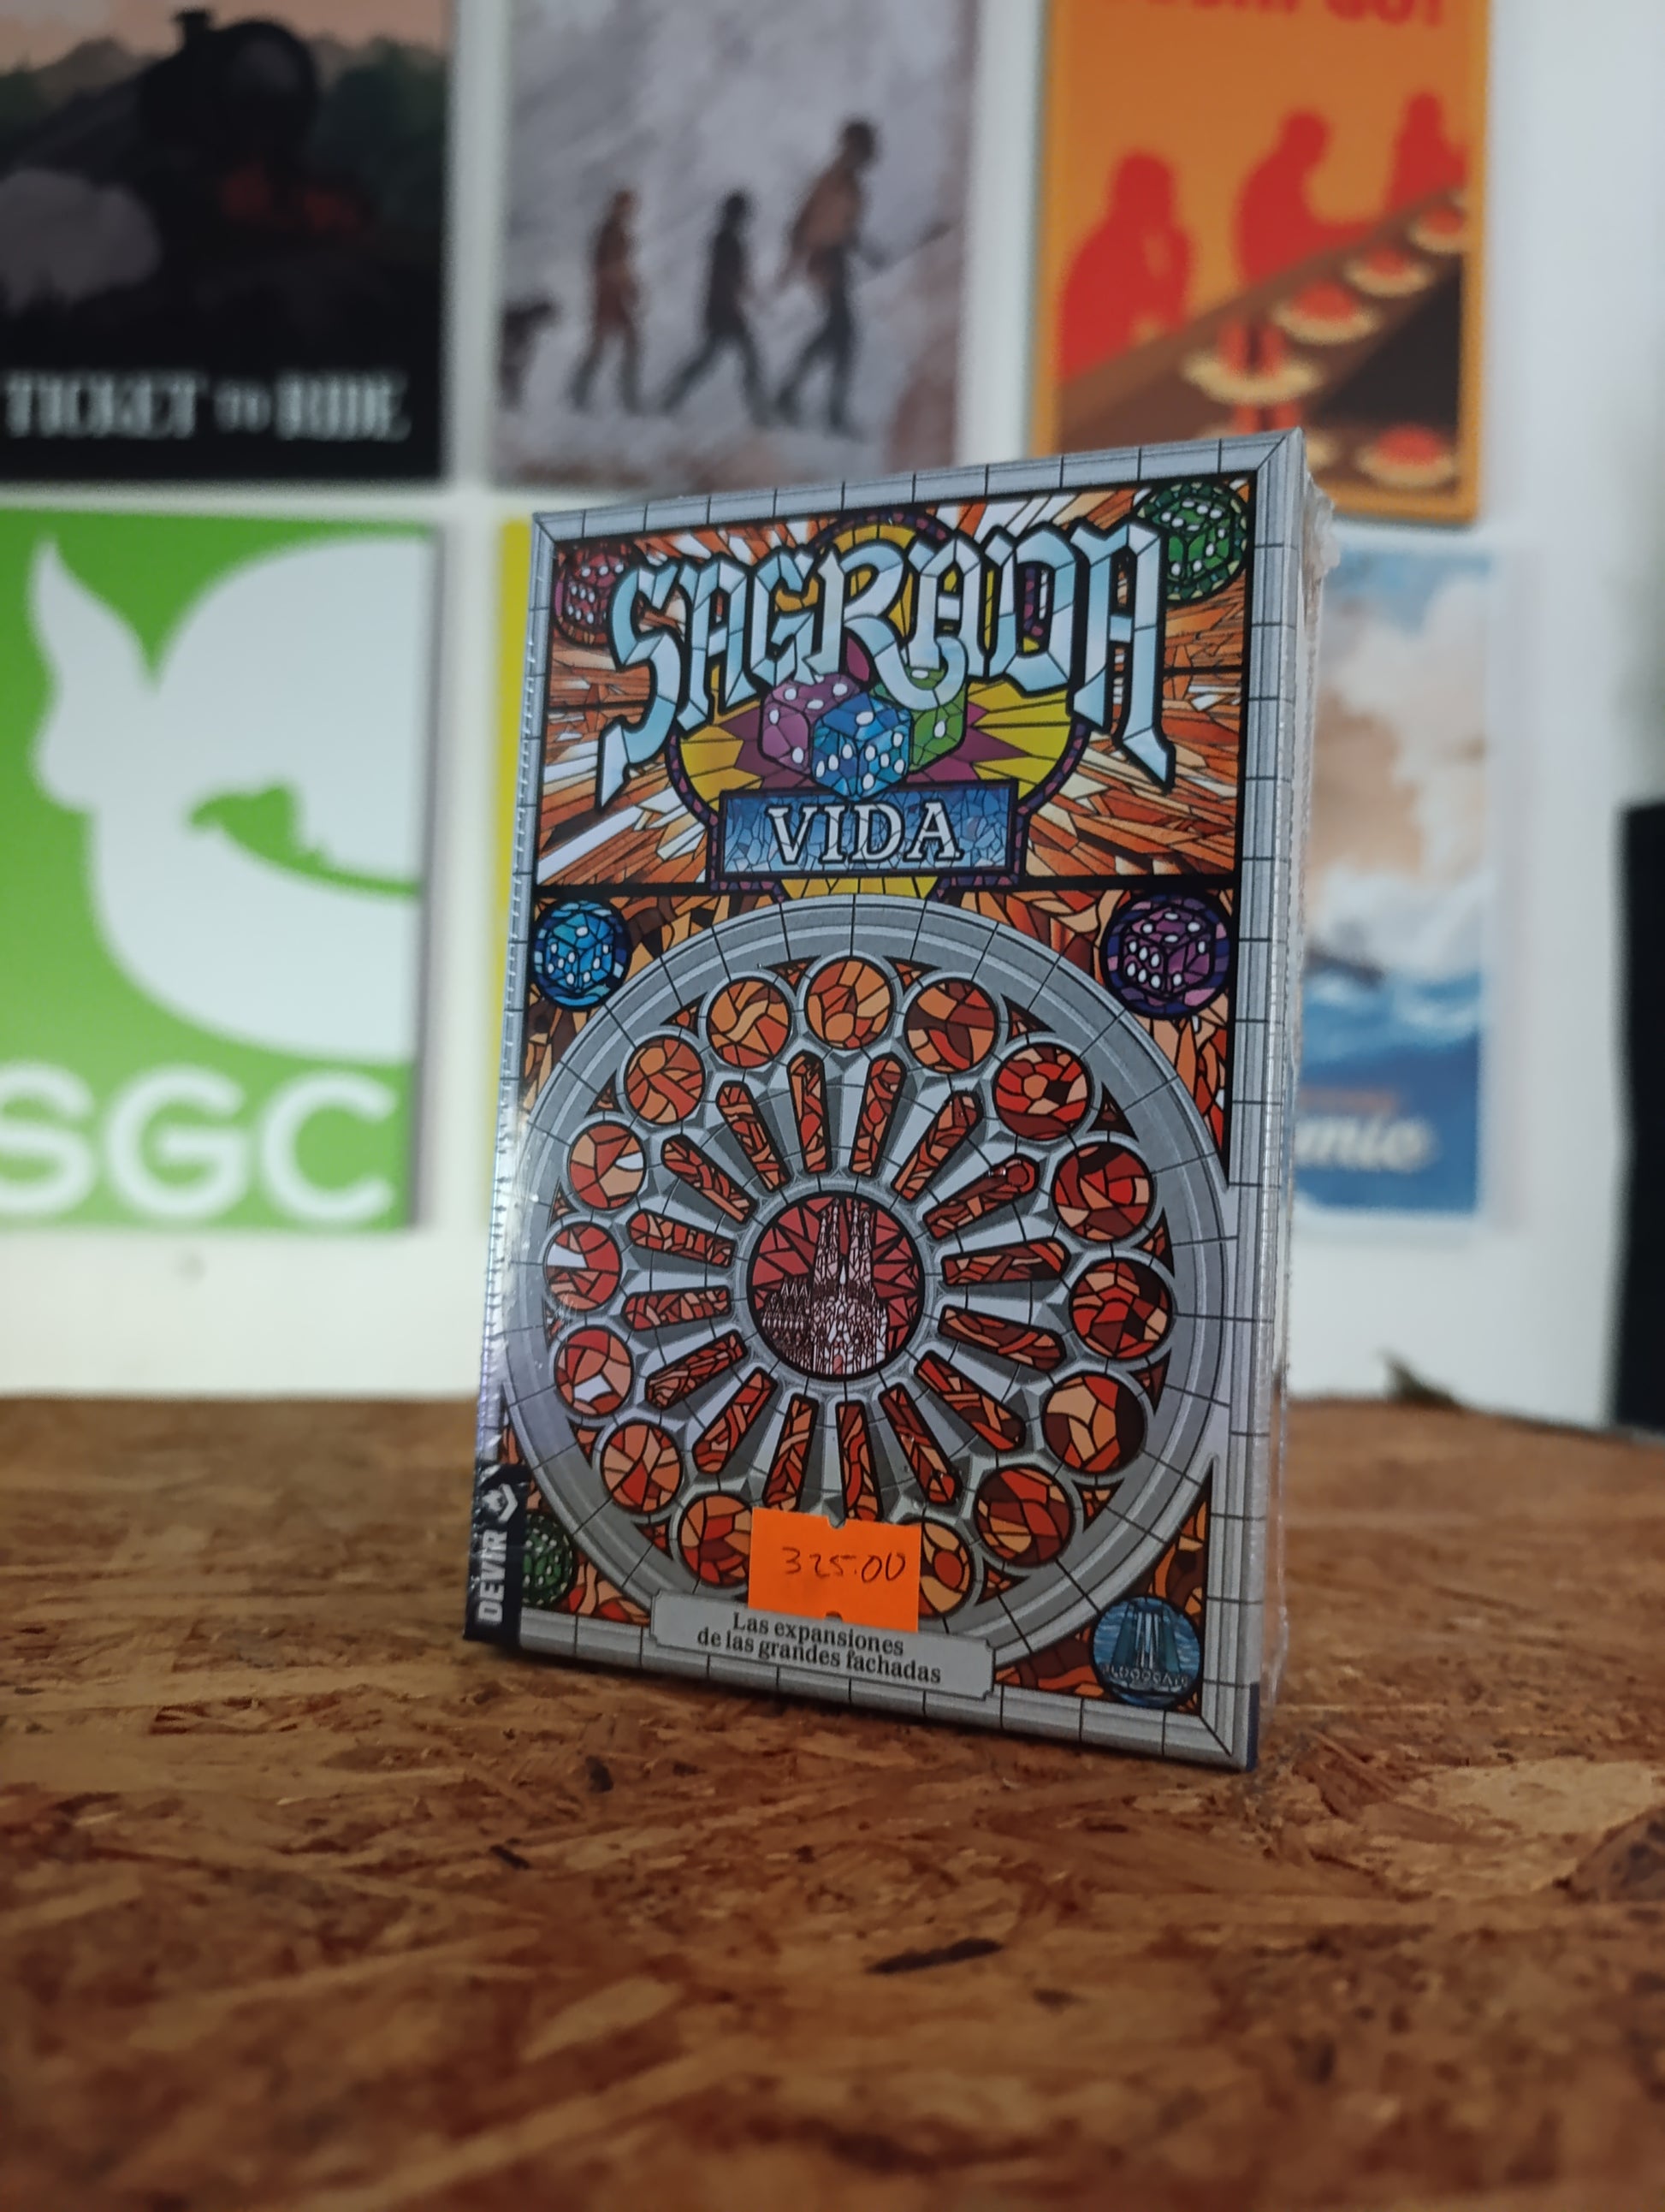 TICKET TO RIDE
SGC
SAGRADA
VIDA
DEVIR
325.00
Las expansiones
de las grandes fachadas